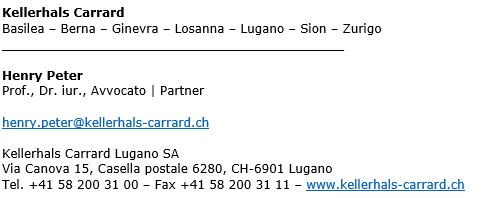 Kellerhals Carrard
Basilea – Berna – Ginevra – Losanna – Lugano – Sion – Zurigo
Henry Peter
Prof., Dr. iur., Avvocato | Partner
henry.peter@kellerhals-carrard.ch
Kellerhals Carrard Lugano SA
Via Canova 15, Casella postale 6280, CH-6901 Lugano
Tel. +41 58 200 31 00 – Fax +41 58 200 31 11 – www.kellerhals-carrard.ch